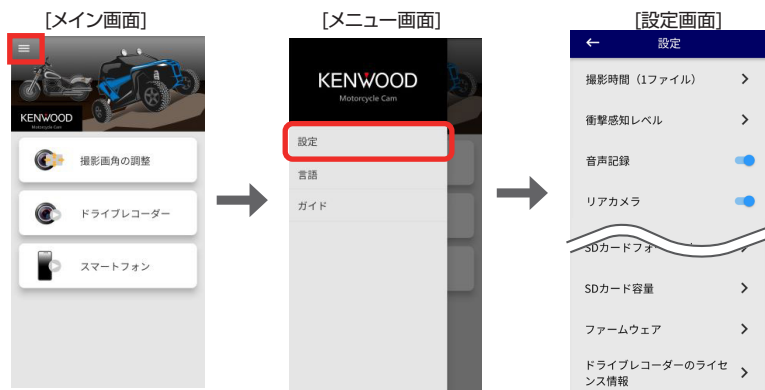 [メイン画面]
KENWOOD
Motorcycle Cam
撮影画角の調整
ドライブレコーダー
スマートフォン
[メニュー画面]
KENWOOD
Motorcycle Cam
設定
言語
ガイド
[設定画面]
設定
撮影時間（1ファイル）
衝撃感知レベル
音声記録
リアカメラ
SDカードフォー
SDカード容量
ファームウェア
ドライブレコーダーのライセ
ンス情報